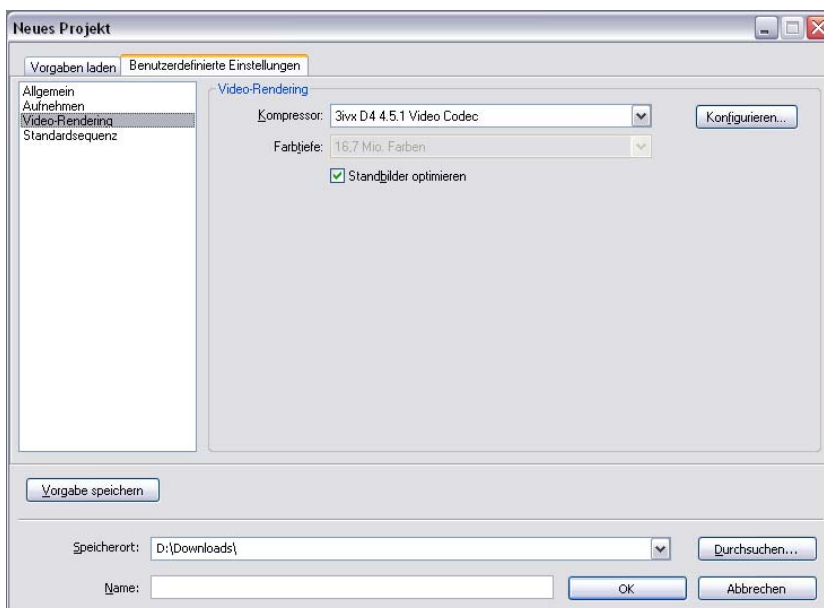 Neues Projekt
Vorgaben laden
Benutzerdefinierte Einstellungen
Allgemein
Aufnehmen
Video-Rendering
Standardsequenz
Video-Rendering
Kompressor: 3ivx D4 4.5.1 Video Codec
Konfigurieren...
Farbtiefe: 16,7 Mio. Farben
Standbilder optimieren
Vorgabe speichern
Speicherort: D:\Downloads\
Durchsuchen...
Name:
OK
Abbrechen